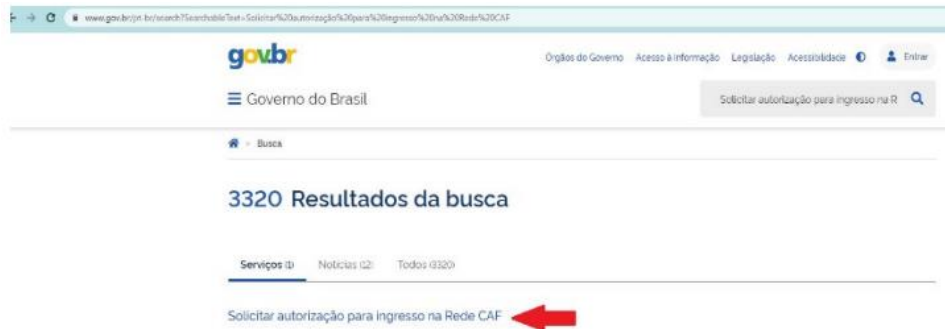 www.gov.br/pt-br/search?SearchableText=Solicitar%20autorização%20para%20ingresso%20na%20Rede%20CAF
gov.br
Órgãos do Governo Acesso à Informação Legislação Acessibilidade Entrar
Governo do Brasil
Solicitar autorização para ingresso na R
Busca
3320 Resultados da busca
Serviços (1) Notícias (12) Todos (3320)
Solicitar autorização para ingresso na Rede CAF